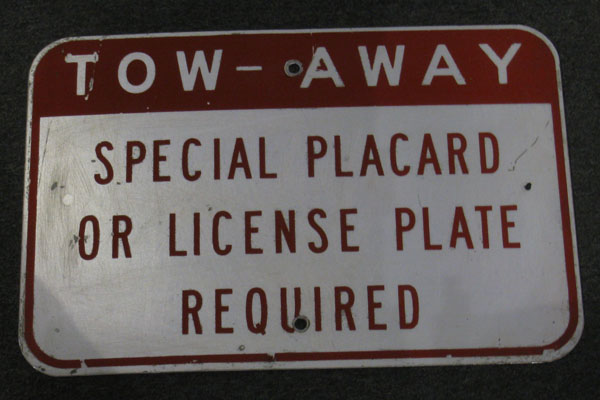 TOW-AWAY
SPECIAL PLACARD
OR LICENSE PLATE
REQUIRED